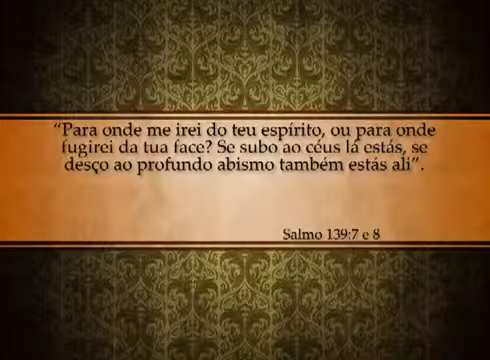 “Para onde me irei do teu espírito, ou para onde
fugirei da tua face? Se subo ao céus lá estás, se
desço ao profundo abismo também estás ali”.
Salmo 139:7 e 8